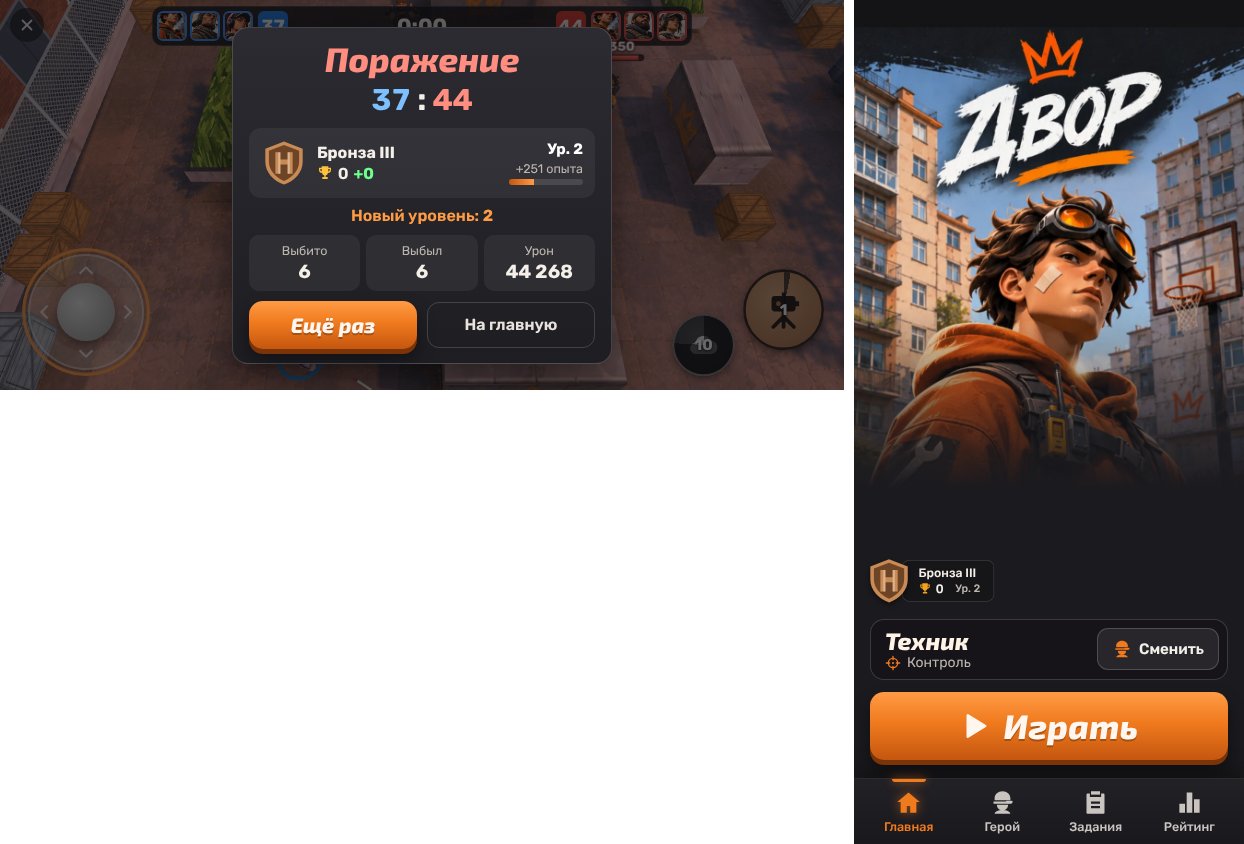 37
0:00
44
350
Поражение
37 : 44
Бронза III
0 +0
Ур. 2
+251 опыта
Новый уровень: 2
Выбито
6
Выбыл
6
Урон
44 268
Ещё раз
На главную
10
1
ДВОР
Бронза III
0 Ур. 2
Техник
Контроль
Сменить
Играть
Главная
Герой
Задания
Рейтинг